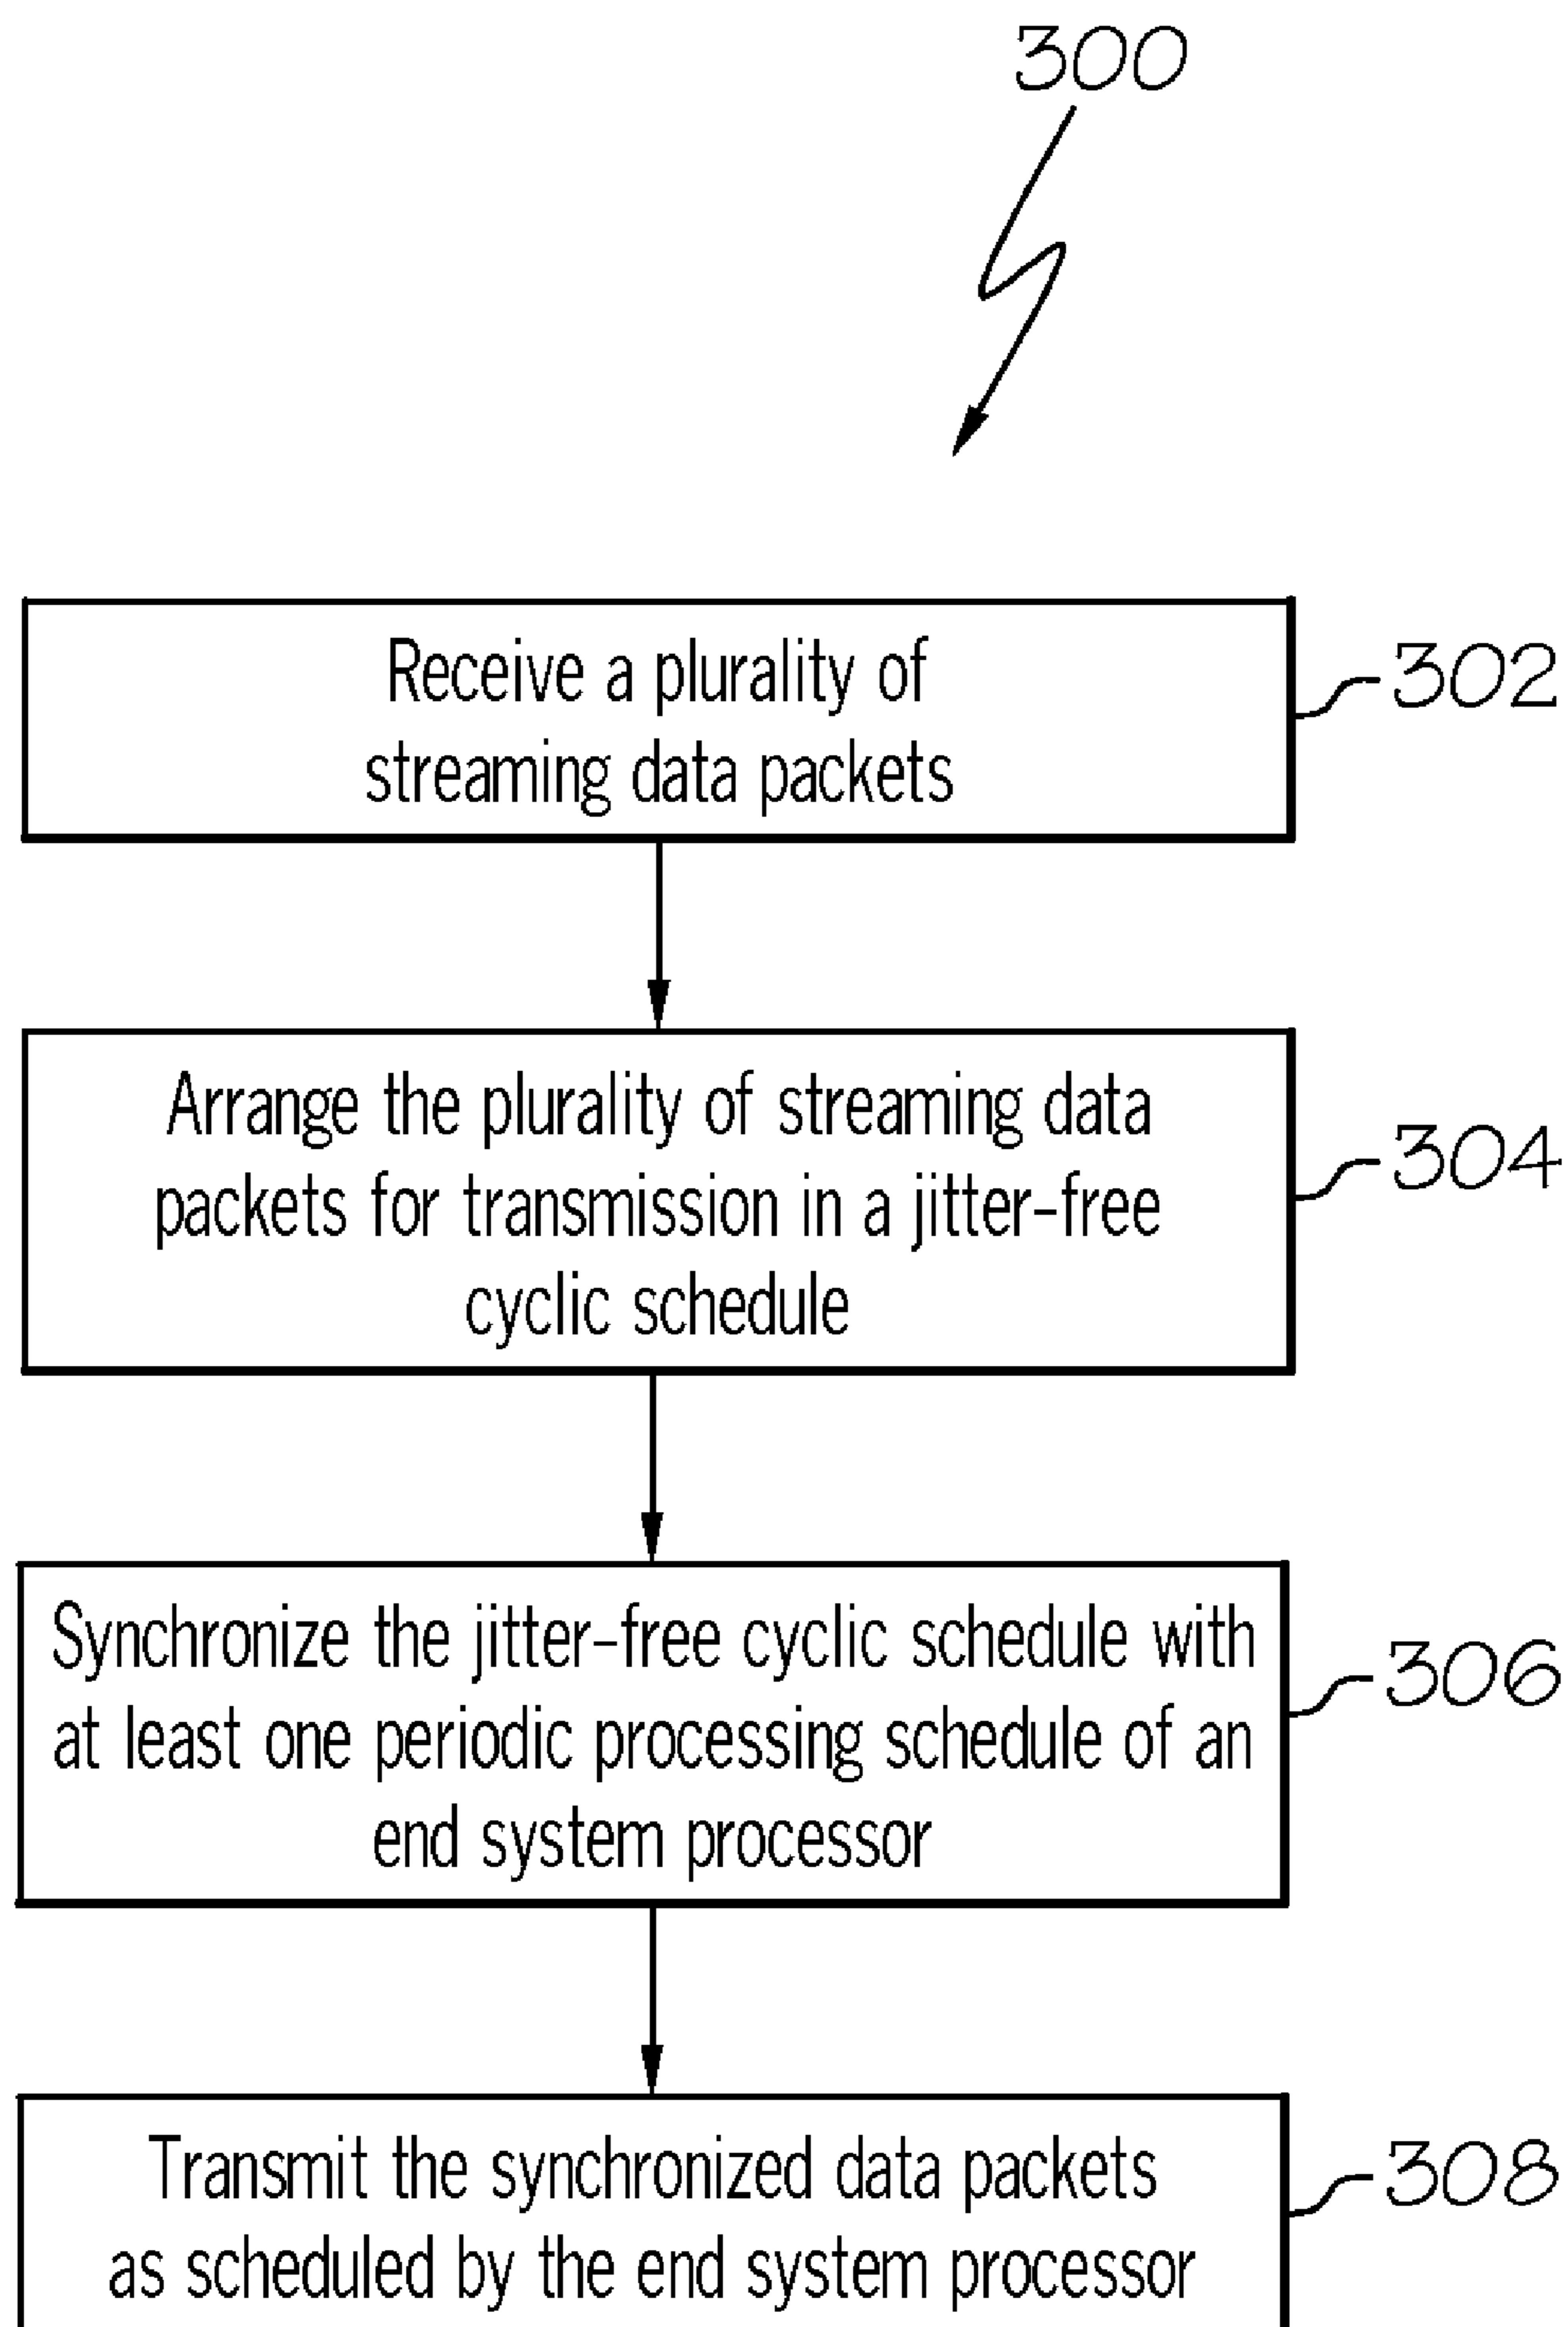 300
Receive a plurality of
streaming data packets
302
Arrange the plurality of streaming data
packets for transmission in a jitter-free
cyclic schedule
304
Synchronize the jitter-free cyclic schedule with
at least one periodic processing schedule of an
end system processor
306
Transmit the synchronized data packets
as scheduled by the end system processor
308